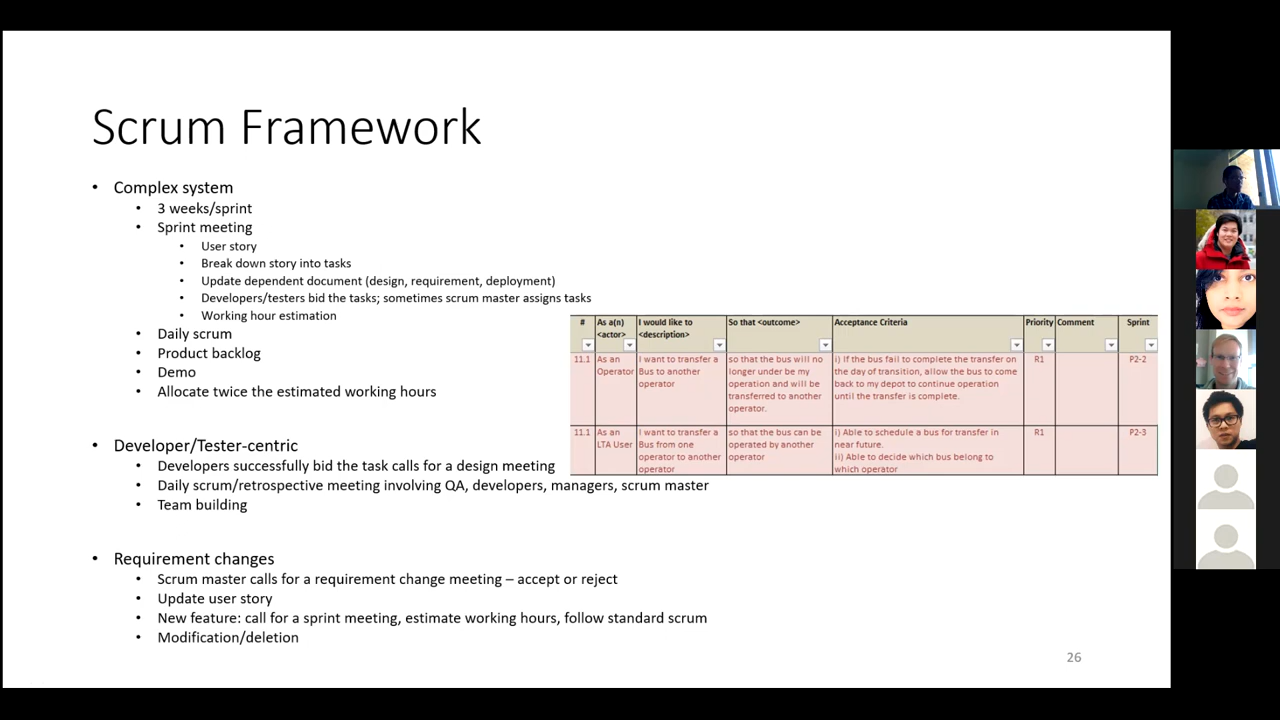 Scrum Framework
• Complex system
• 3 weeks/sprint
• Sprint meeting
• User story
• Break down story into tasks
• Update dependent document (design, requirement, deployment)
• Developers/testers bid the tasks; sometimes scrum master assigns tasks
• Working hour estimation
• Daily scrum
• Product backlog
• Demo
• Allocate twice the estimated working hours
• Developer/Tester-centric
• Developers successfully bid the task calls for a design meeting
• Daily scrum/retrospective meeting involving QA, developers, managers, scrum master
• Team building
• Requirement changes
• Scrum master calls for a requirement change meeting – accept or reject
• Update user story
• New feature: call for a sprint meeting, estimate working hours, follow standard scrum
• Modification/deletion
#
As a(n)
<actor>
I would like to
<description>
So that <outcome>
Acceptance Criteria
Priority
Comment
Sprint
11.1
As an
Operator
I want to transfer a
Bus to another
operator
so that the bus will no
longer under be my
operation and will be
transferred to another
operator.
i) If the bus fail to complete the transfer on
the day of transition, allow the bus to come
back to my depot to continue operation
until the transfer is complete.
R1
P2-2
11.1
As an
LTA User
I want to transfer a
Bus from one
operator to another
operator
so that the bus can be
operated by another
operator
i) Able to schedule a bus for transfer in
near future.
ii) Able to decide which bus belong to
which operator
R1
P2-3
26